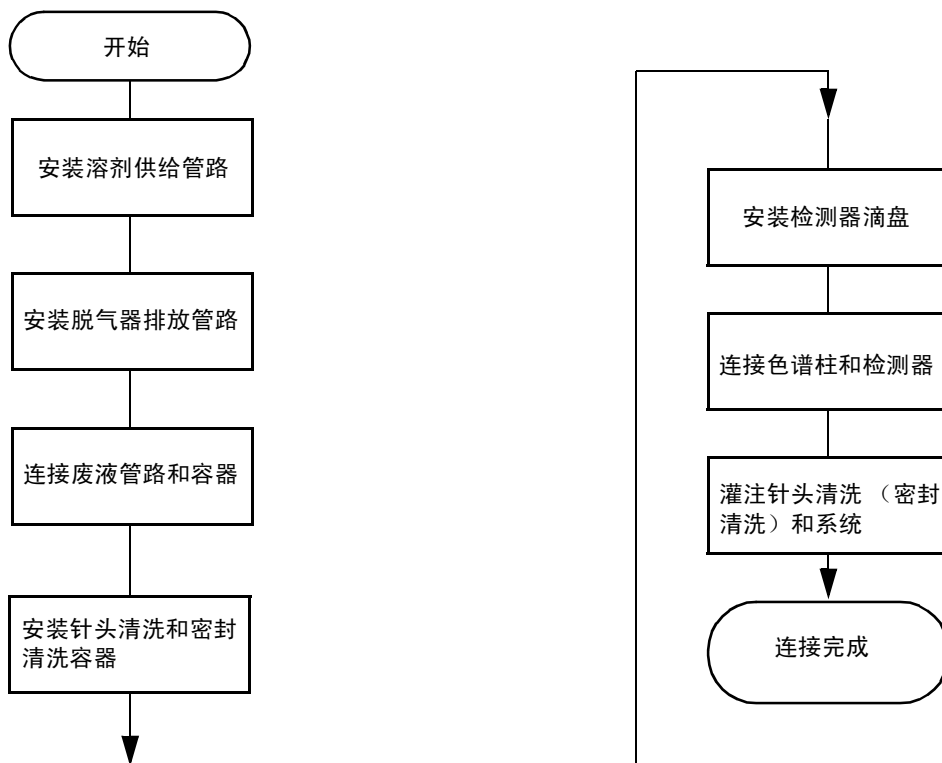 开始
安装溶剂供给管路
安装脱气器排放管路
连接废液管路和容器
安装针头清洗和密封
清洗容器
安装检测器滴盘
连接色谱柱和检测器
灌注针头清洗 （密封
清洗）和系统
连接完成